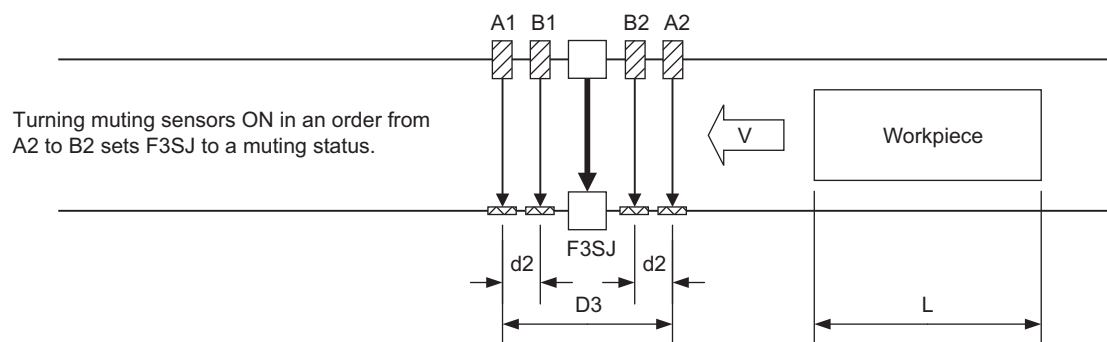 A1 B1 B2 A2
Turning muting sensors ON in an order from
A2 to B2 sets F3SJ to a muting status.
V
Workpiece
F3SJ
d2 d2
D3 L